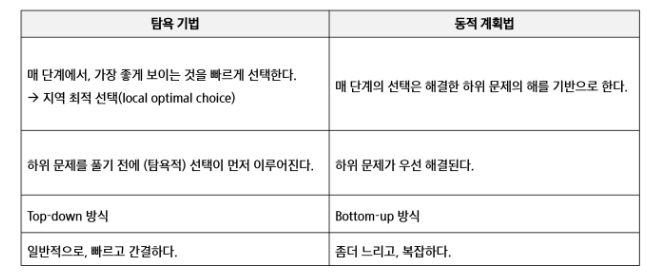 탐욕 기법
동적 계획법
매 단계에서, 가장 좋게 보이는 것을 빠르게 선택한다.
→ 지역 최적 선택(local optimal choice)
매 단계의 선택은 해결한 하위 문제의 해를 기반으로 한다.
하위 문제를 풀기 전에 (탐욕적) 선택이 먼저 이루어진다.
하위 문제가 우선 해결된다.
Top-down 방식
Bottom-up 방식
일반적으로, 빠르고 간결하다.
좀더 느리고, 복잡하다.